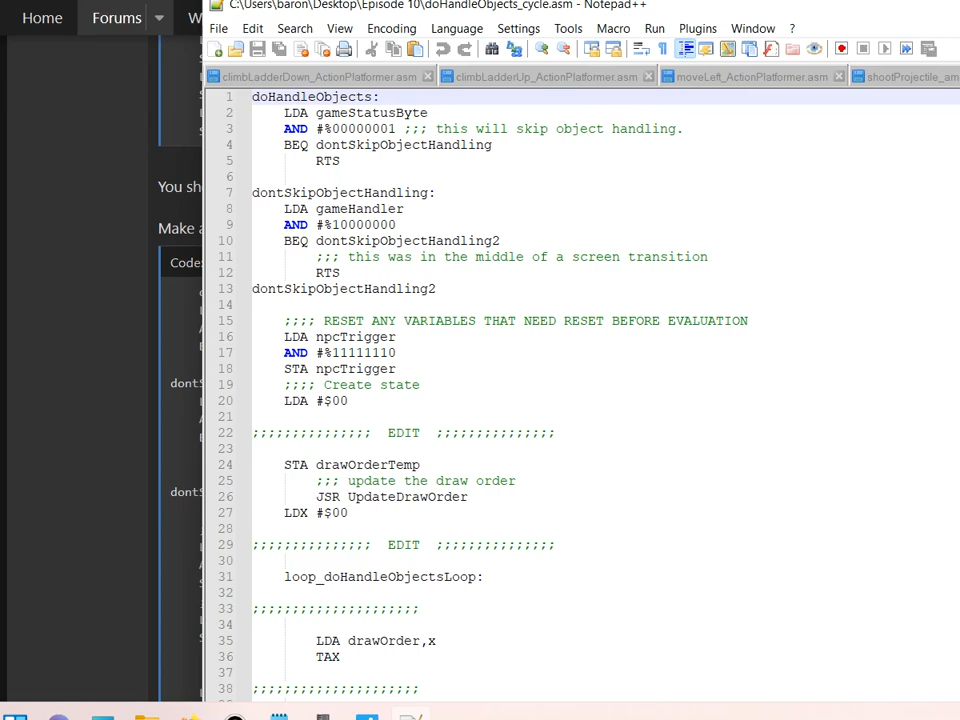 C:\Users\baron\Desktop\Episode 10\doHandleObjects_cycle.asm - Notepad++
Home Forums
File Edit Search View Encoding Language Settings Tools Macro Run Plugins Window ?
climbLadderDown_ActionPlatformer.asm climbLadderUp_ActionPlatformer.asm moveLeft_ActionPlatformer.asm shootProjectile_am
1 doHandleObjects:
2 LDA gameStatusByte
3 AND #%00000001 ;;; this will skip object handling.
4 BEQ dontSkipObjectHandling
5 RTS
6
7 dontSkipObjectHandling:
8 LDA gameHandler
9 AND #%10000000
10 BEQ dontSkipObjectHandling2
11 ;;; this was in the middle of a screen transition
12 RTS
13 dontSkipObjectHandling2
14
15 ;;;; RESET ANY VARIABLES THAT NEED RESET BEFORE EVALUATION
16 LDA npcTrigger
17 AND #%11111110
18 STA npcTrigger
19 ;;;; Create state
20 LDA #$00
21
22 ;;;;;;;;;;;;;;; EDIT ;;;;;;;;;;;;;;;
23
24 STA drawOrderTemp
25 ;;; update the draw order
26 JSR UpdateDrawOrder
27 LDX #$00
28
29 ;;;;;;;;;;;;;;; EDIT ;;;;;;;;;;;;;;;
30
31 loop_doHandleObjectsLoop:
32
33 ;;;;;;;;;;;;;;;;;;;;;
34
35 LDA drawOrder,x
36 TAX
37
38 ;;;;;;;;;;;;;;;;;;;;;
You sh
Make a
Code:
dontS
dontS